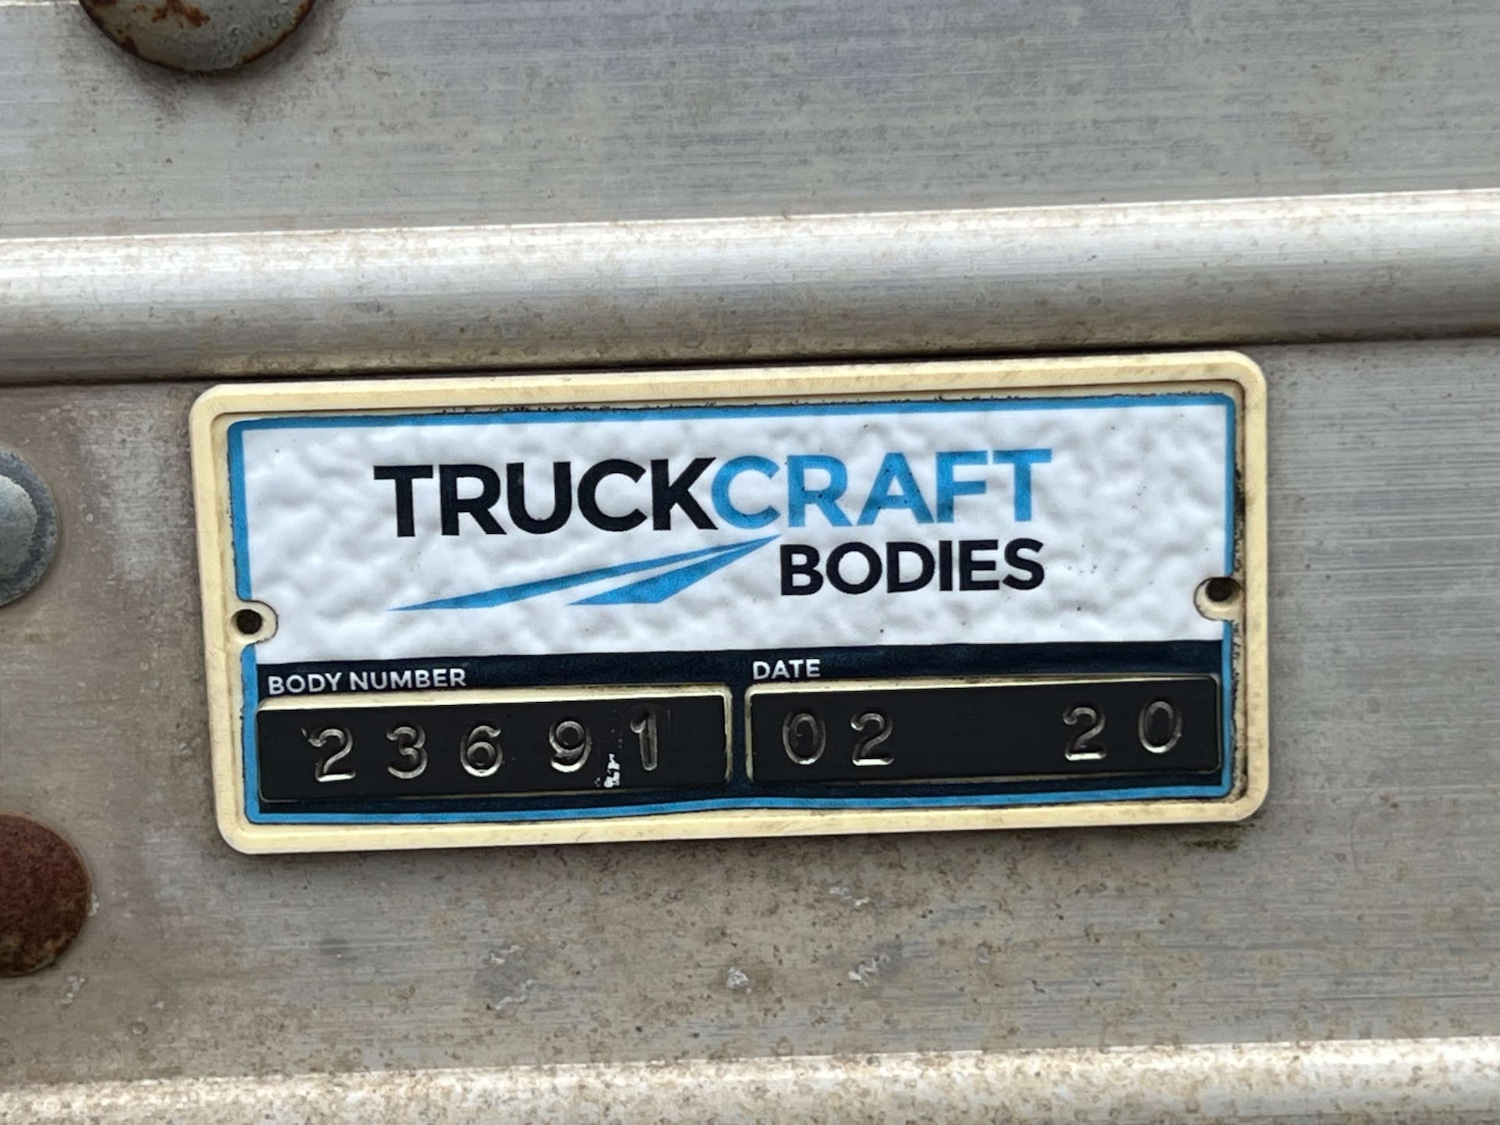 TRUCKCRAFT
BODIES
BODY NUMBER DATE
23691 02 20